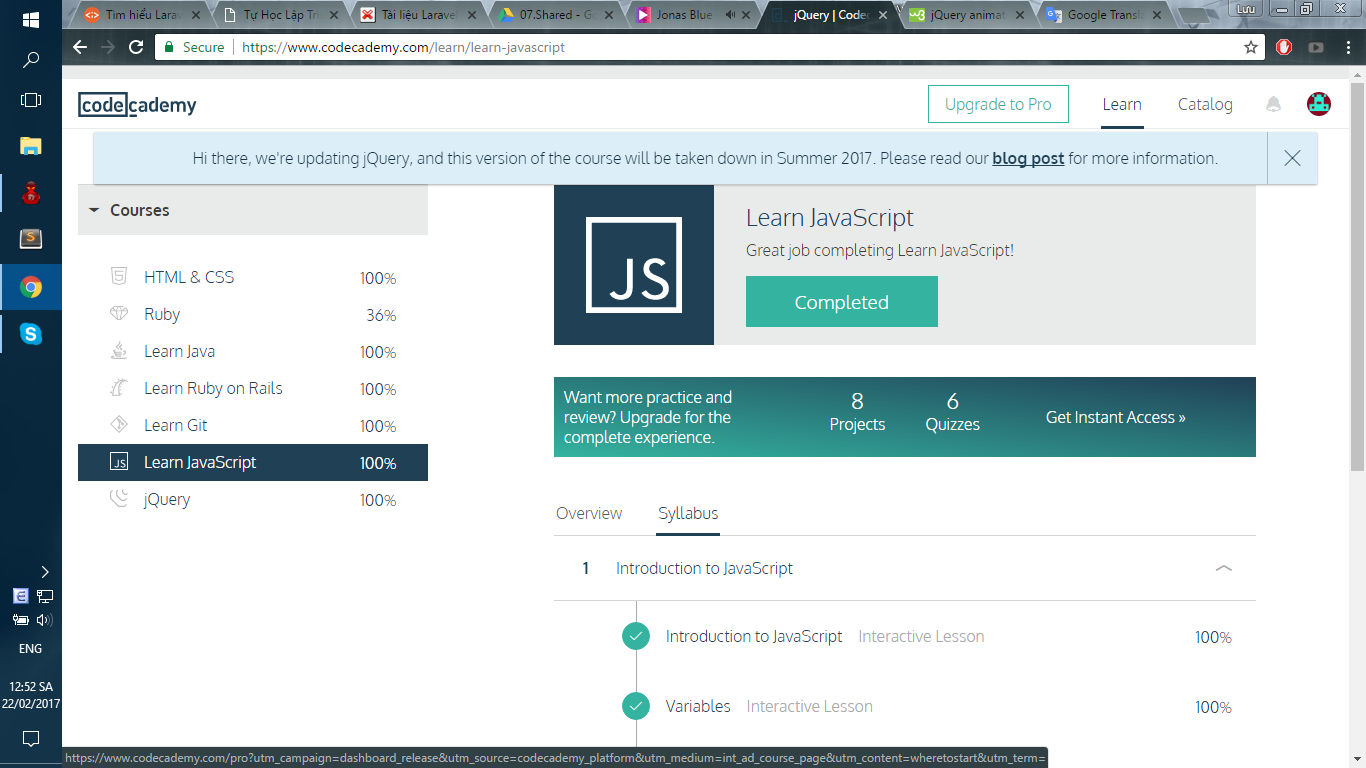 Tìm hiểu Larav
Tự Học Lập Tri
Tài liệu Laravel
07.Shared - Go
Jonas Blue
jQuery | Codec
jQuery animat
Google Transla
Lưu
Secure
https://www.codecademy.com/learn/learn-javascript
codecademy
Upgrade to Pro
Learn
Catalog
Hi there, we're updating jQuery, and this version of the course will be taken down in Summer 2017. Please read our blog post for more information.
Courses
HTML & CSS 100%
Ruby 36%
Learn Java 100%
Learn Ruby on Rails 100%
Learn Git 100%
JS Learn JavaScript 100%
jQuery 100%
JS
Learn JavaScript
Great job completing Learn JavaScript!
Completed
Want more practice and
review? Upgrade for the
complete experience.
8
Projects
6
Quizzes
Get Instant Access »
Overview
Syllabus
1 Introduction to JavaScript
Introduction to JavaScript Interactive Lesson 100%
Variables Interactive Lesson 100%
ENG
12:52 SA
22/02/2017
https://www.codecademy.com/pro?utm_campaign=dashboard_release&utm_source=codecademy_platform&utm_medium=int_ad_course_page&utm_content=wheretostart&utm_term=